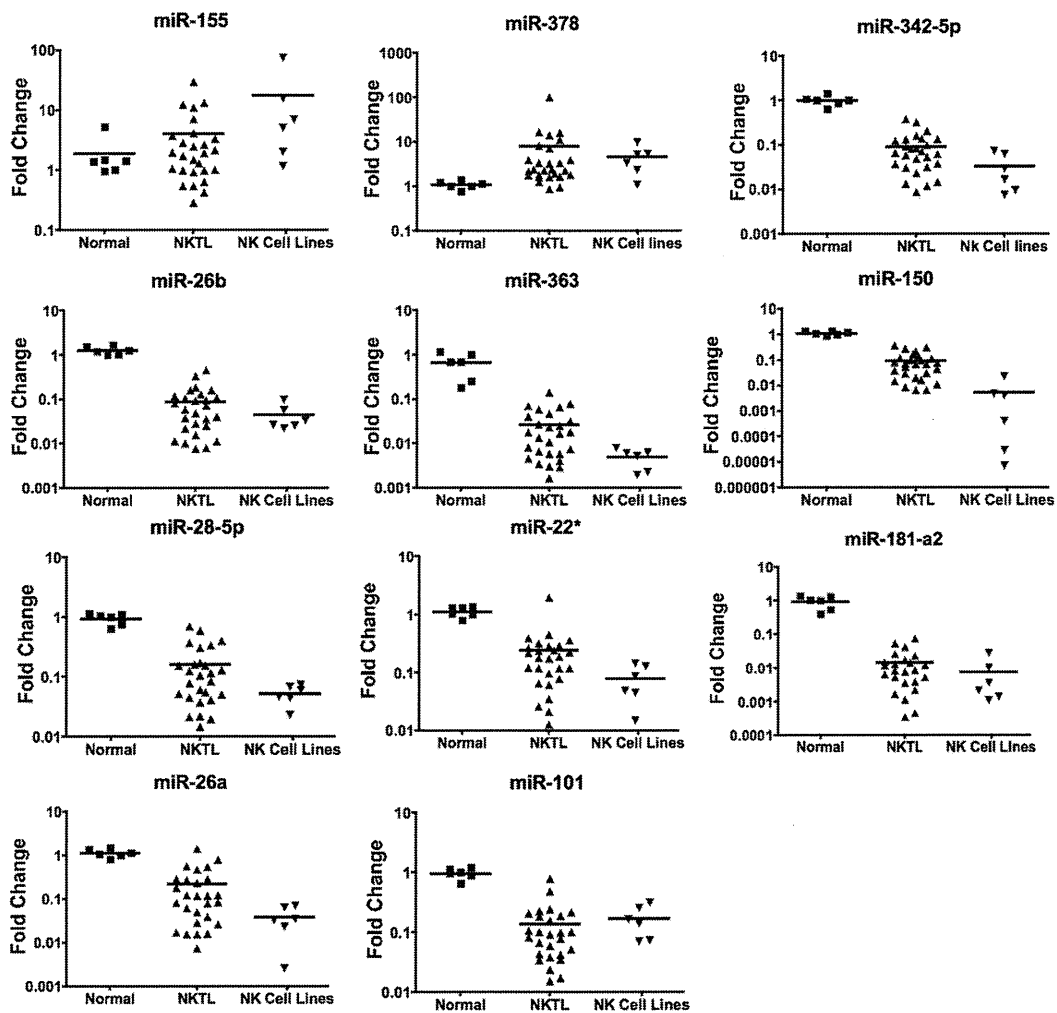 miR-155
Fold Change
100
10
1
0.1
Normal NKTL NK Cell Lines
miR-378
Fold Change
1000
100
10
1
0.1
Normal NKTL NK Cell lines
miR-342-5p
Fold Change
10
1
0.1
0.01
0.001
Normal NKTL Nk Cell lines
miR-26b
Fold Change
10
1
0.1
0.01
0.001
Normal NKTL NK Cell Lines
miR-363
Fold Change
10
1
0.1
0.01
0.001
Normal NKTL NK Cell Lines
miR-150
Fold Change
10
1
0.1
0.01
0.001
0.0001
0.00001
0.000001
Normal NKTL NK Cell Lines
miR-28-5p
Fold Change
10
1
0.1
0.01
Normal NKTL NK Cell Lines
miR-22*
Fold Change
10
1
0.1
0.01
Normal NKTL NK Cell Lines
miR-181-a2
Fold Change
10
1
0.1
0.01
0.001
0.0001
Normal NKTL NK Cell LInes
miR-26a
Fold Change
10
1
0.1
0.01
0.001
Normal NKTL NK Cell Lines
miR-101
Fold Change
10
1
0.1
0.01
Normal NKTL NK Cell Lines